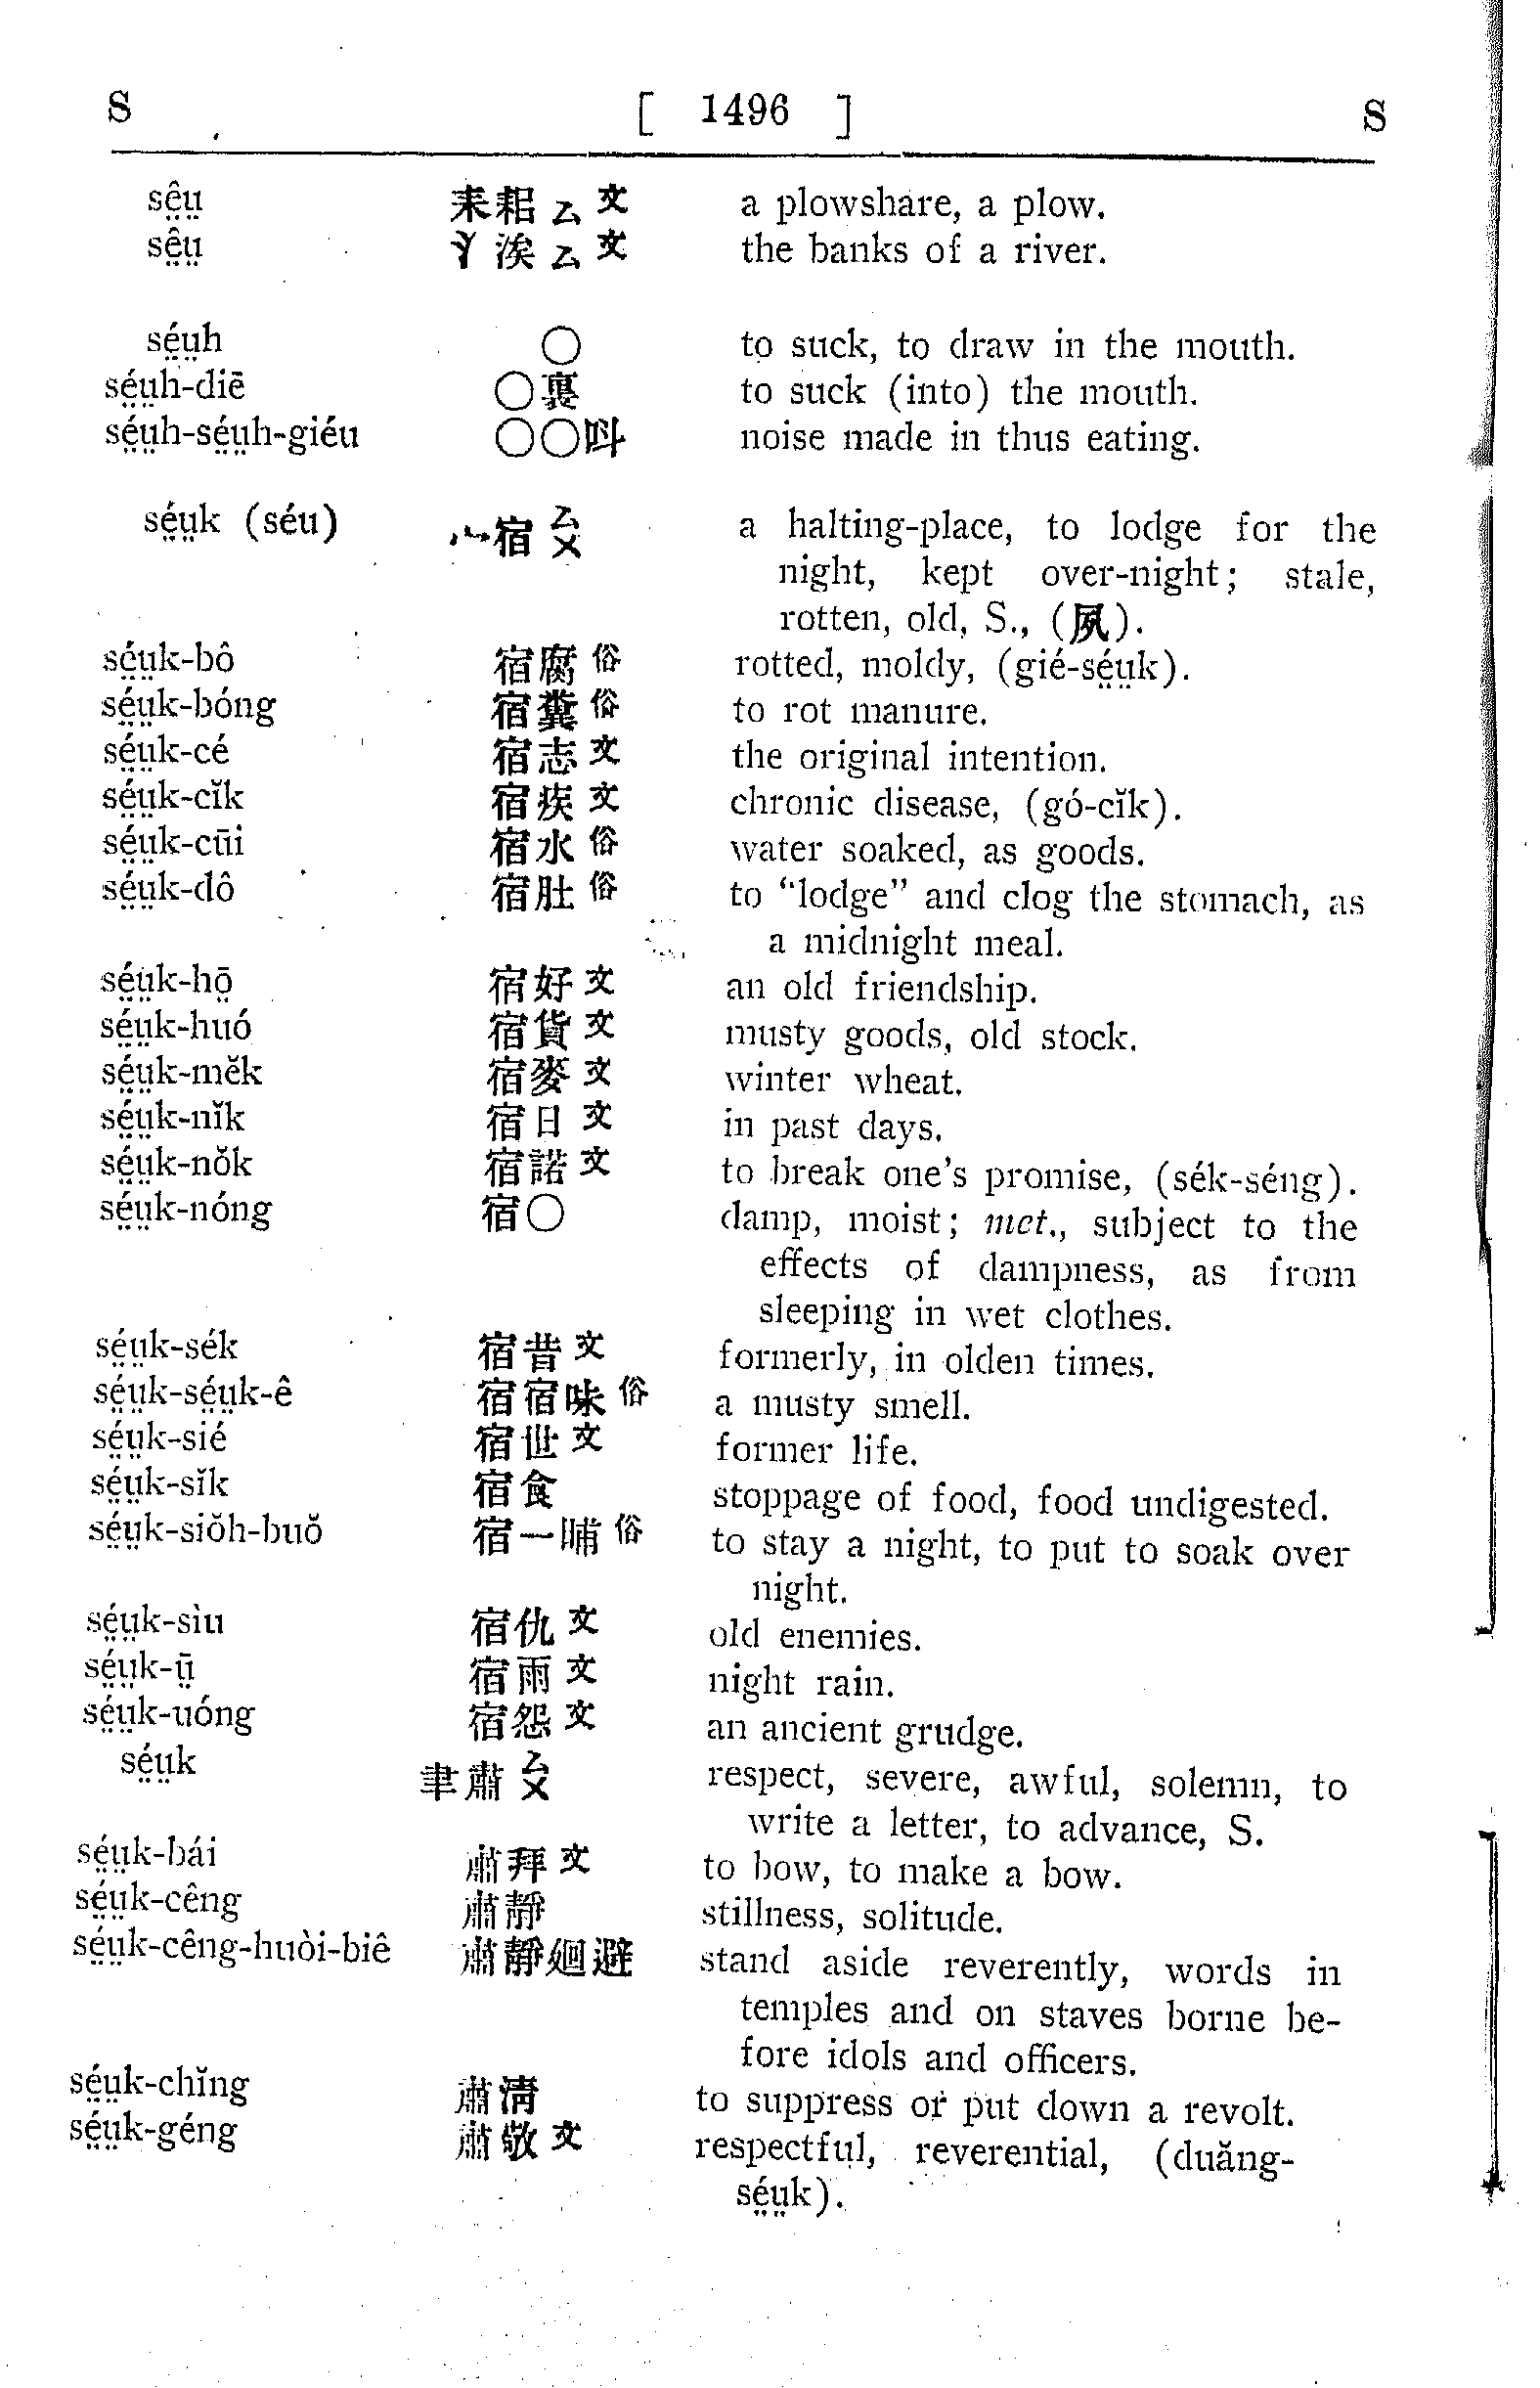 S [ 1496 ] S
sê̤ṳ 耒耜ㄙ文 a plowshare, a plow.
sê̤ṳ 氵涘ㄙ文 the banks of a river.
sé̤ṳh ○ to suck, to draw in the mouth.
sé̤ṳh-diē ○裏 to suck (into) the mouth.
sé̤ṳh-sé̤ṳh-giéu ○○呌 noise made in thus eating.
sé̤ṳk (séu) 宀宿 ㄙㄨ a halting-place, to lodge for the
night, kept over-night; stale,
rotten, old, S., (夙).
sé̤ṳk-bô 宿腐俗 rotted, moldy, (gié-sé̤ṳk).
sé̤ṳk-bóng 宿糞俗 to rot manure.
sé̤ṳk-cé 宿志文 the original intention.
sé̤ṳk-cĭk 宿疾文 chronic disease, (gó-cĭk).
sé̤ṳk-cūi 宿水俗 water soaked, as goods.
sé̤ṳk-dô 宿肚俗 to "lodge" and clog the stomach, as
a midnight meal.
sé̤ṳk-hō̤ 宿好文 an old friendship.
sé̤ṳk-huó 宿貨文 musty goods, old stock.
sé̤ṳk-mĕk 宿麥文 winter wheat.
sé̤ṳk-nĭk 宿日文 in past days.
sé̤ṳk-nŏk 宿諾文 to break one's promise, (sék-séng).
sé̤ṳk-nóng 宿○ damp, moist; met., subject to the
effects of dampness, as from
sleeping in wet clothes.
sé̤ṳk-sék 宿昔文 formerly, in olden times.
sé̤ṳk-sé̤ṳk-ê 宿宿味俗 a musty smell.
sé̤ṳk-sié 宿世文 former life.
sé̤ṳk-sĭk 宿食 stoppage of food, food undigested.
sé̤ṳk-siŏh-buŏ 宿一晡俗 to stay a night, to put to soak over
night.
sé̤ṳk-sìu 宿仇文 old enemies.
sé̤ṳk-ṳ̄ 宿雨文 night rain.
sé̤ṳk-uóng 宿怨文 an ancient grudge.
sé̤ṳk 聿肅 ㄙㄨ respect, severe, awful, solemn, to
write a letter, to advance, S.
sé̤ṳk-bái 肅拜文 to bow, to make a bow.
sé̤ṳk-cêng 肅靜 stillness, solitude.
sé̤ṳk-cêng-huòi-biê 肅靜廻避 stand aside reverently, words in
temples and on staves borne be-
fore idols and officers.
sé̤ṳk-chĭng 肅淸 to suppress or put down a revolt.
sé̤ṳk-géng 肅敬文 respectful, reverential, (duăng-
sé̤ṳk).